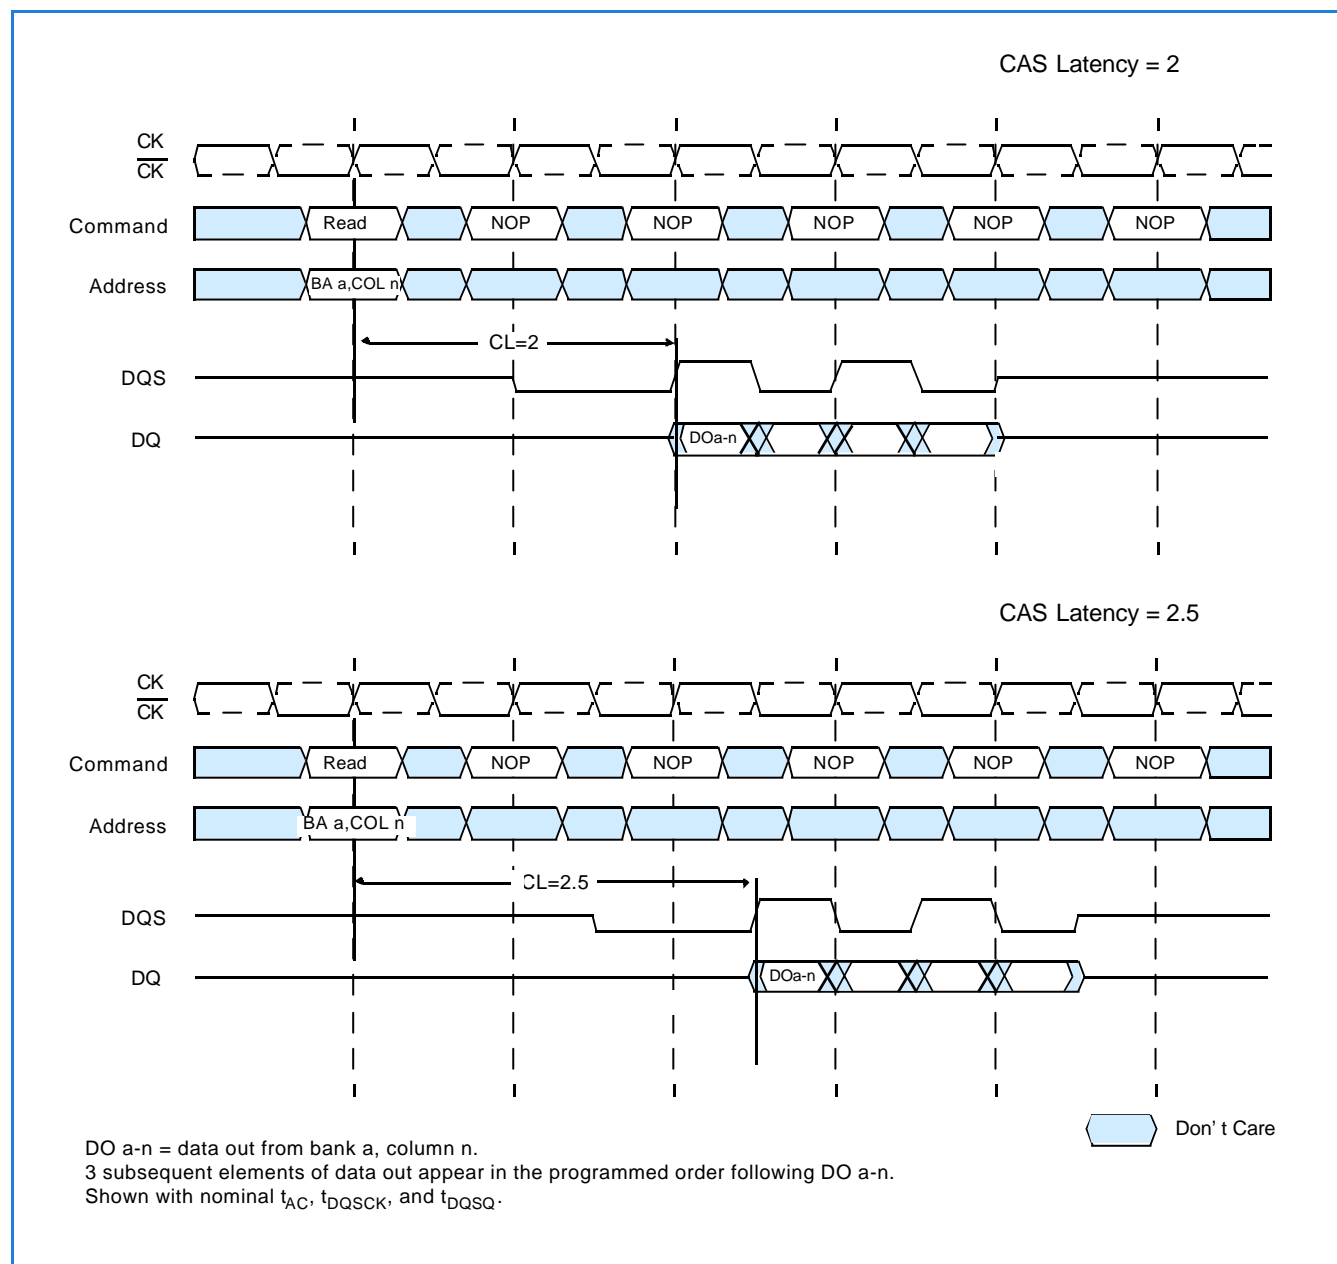 CAS Latency = 2
CK
CK
Command Read NOP NOP NOP NOP NOP
Address BA a,COL n
CL=2
DQS
DQ DOa-n
CAS Latency = 2.5
CK
CK
Command Read NOP NOP NOP NOP NOP
Address BA a,COL n
CL=2.5
DQS
DQ DOa-n
Don' t Care
DO a-n = data out from bank a, column n.
3 subsequent elements of data out appear in the programmed order following DO a-n.
Shown with nominal tAC, tDQSCK, and tDQSQ.